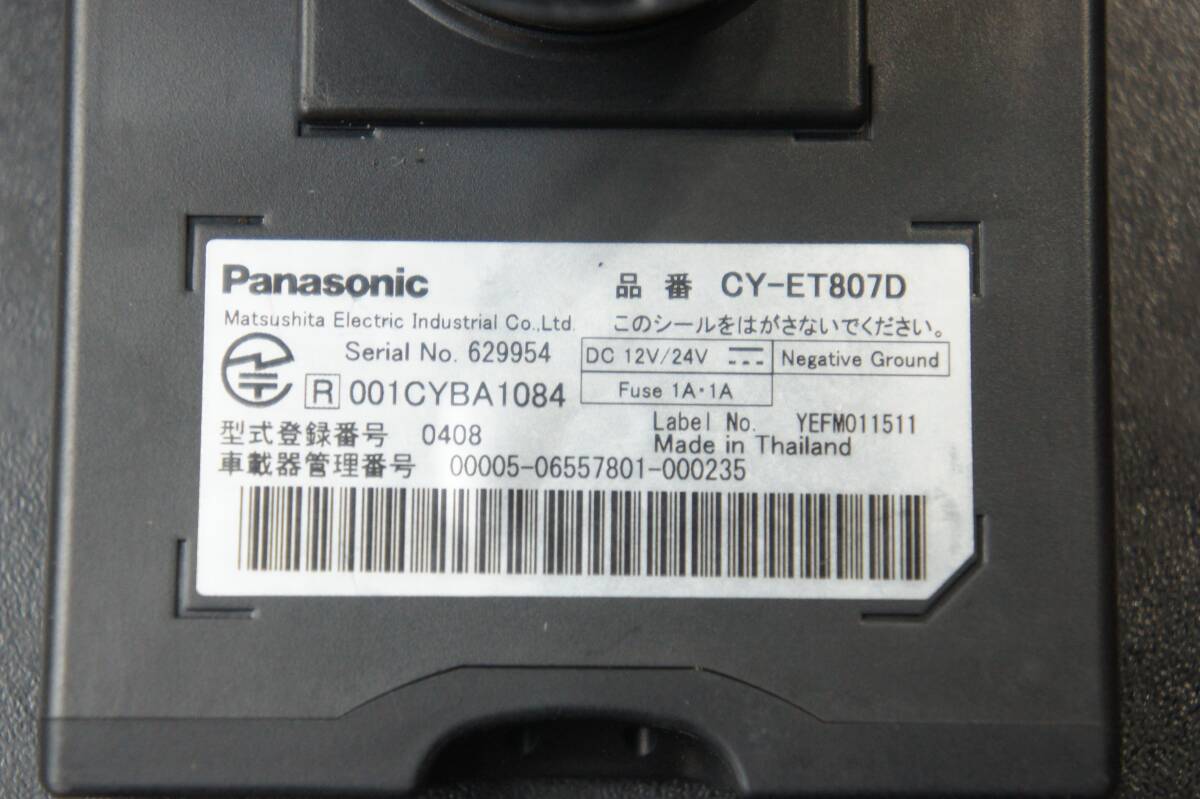 Panasonic 品番 CY-ET807D
Matsushita Electric Industrial Co.,Ltd. このシールをはがさないでください。
Serial No. 629954 DC 12V/24V Negative Ground
R 001CYBA1084 Fuse 1A・1A
Label No. YEFM011511
型式登録番号 0408 Made in Thailand
車載器管理番号 00005-06557801-000235